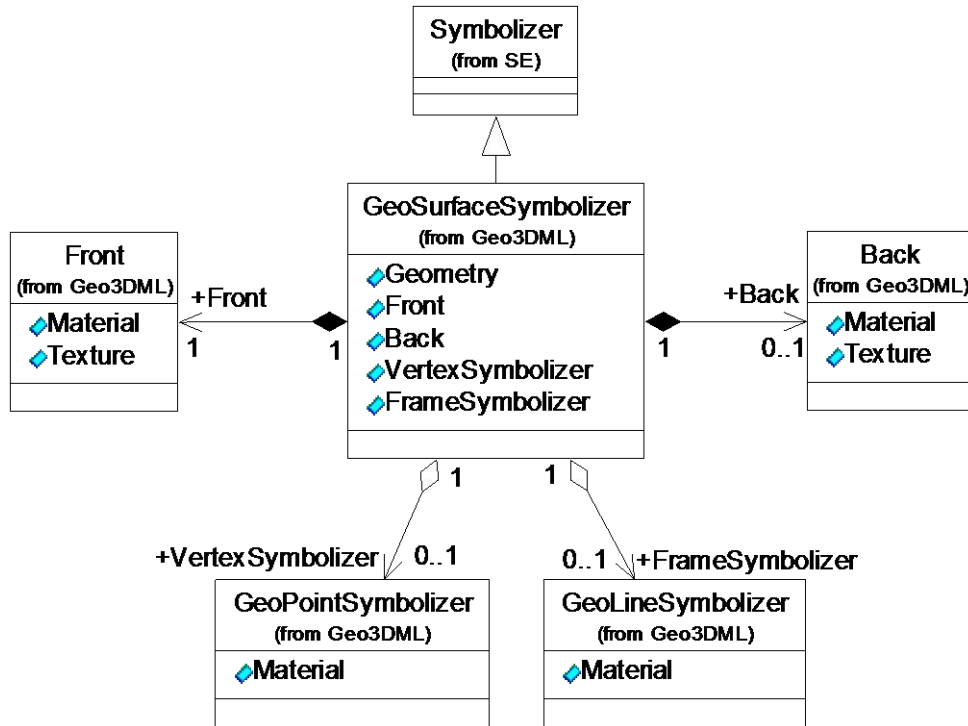 Symbolizer
(from SE)
GeoSurfaceSymbolizer
(from Geo3DML)
Geometry
Front
Back
VertexSymbolizer
FrameSymbolizer
Front
(from Geo3DML)
Material
Texture
+Front
1
1
Back
(from Geo3DML)
Material
Texture
+Back
1
0..1
1
1
+VertexSymbolizer
0..1
0..1
+FrameSymbolizer
GeoPointSymbolizer
(from Geo3DML)
Material
GeoLineSymbolizer
(from Geo3DML)
Material